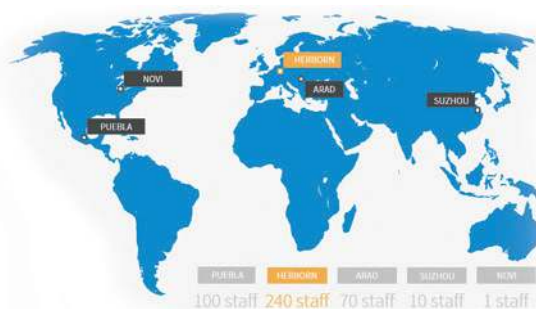 HERBORN
NOVI
ARAD
SUZHOU
PUEBLA
PUEBLA HERBORN ARAD SUZHOU NOVI
100 staff 240 staff 70 staff 10 staff 1 staff